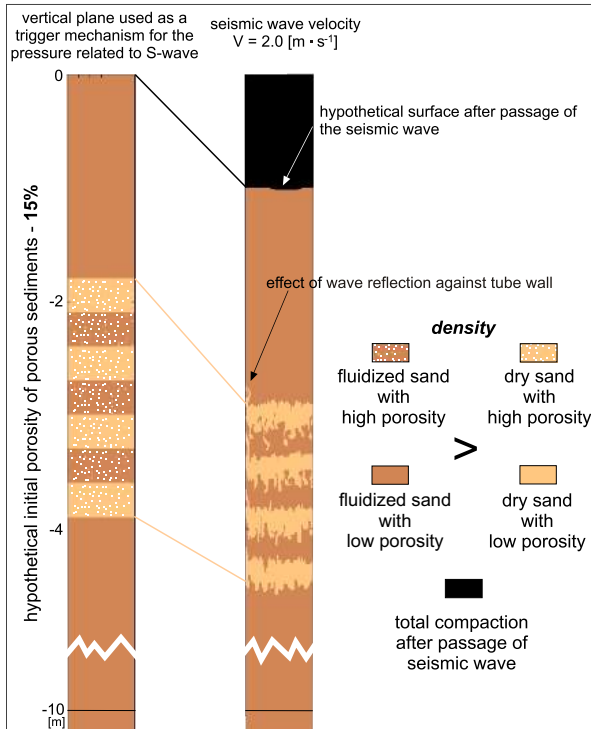 vertical plane used as a
trigger mechanism for the
pressure related to S-wave
seismic wave velocity
V = 2.0 [m · s⁻¹]
0
hypothetical surface after passage of
the seismic wave
hypothetical initial porosity of porous sediments - 15%
-2
effect of wave reflection against tube wall
density
fluidized sand
with
high porosity
dry sand
with
high porosity
>
fluidized sand
with
low porosity
dry sand
with
low porosity
-4
total compaction
after passage of
seismic wave
-10
[m]